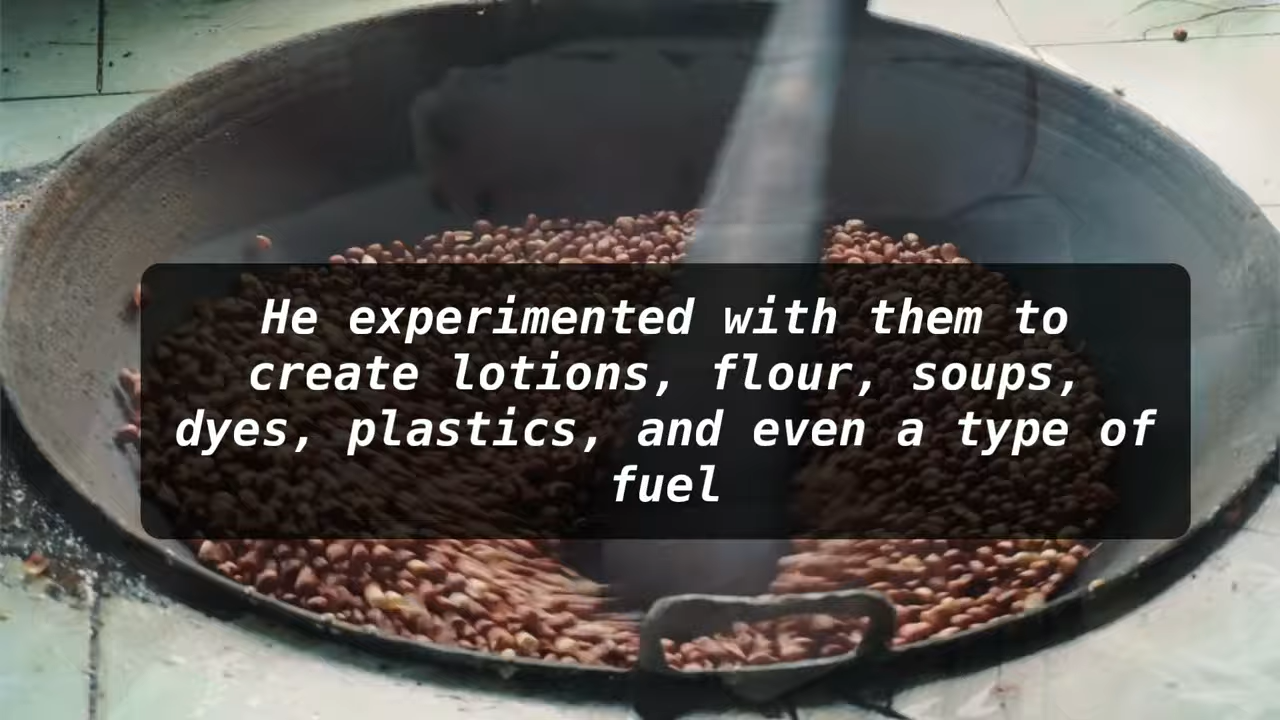 He experimented with them to
create lotions, flour, soups,
dyes, plastics, and even a type of
fuel